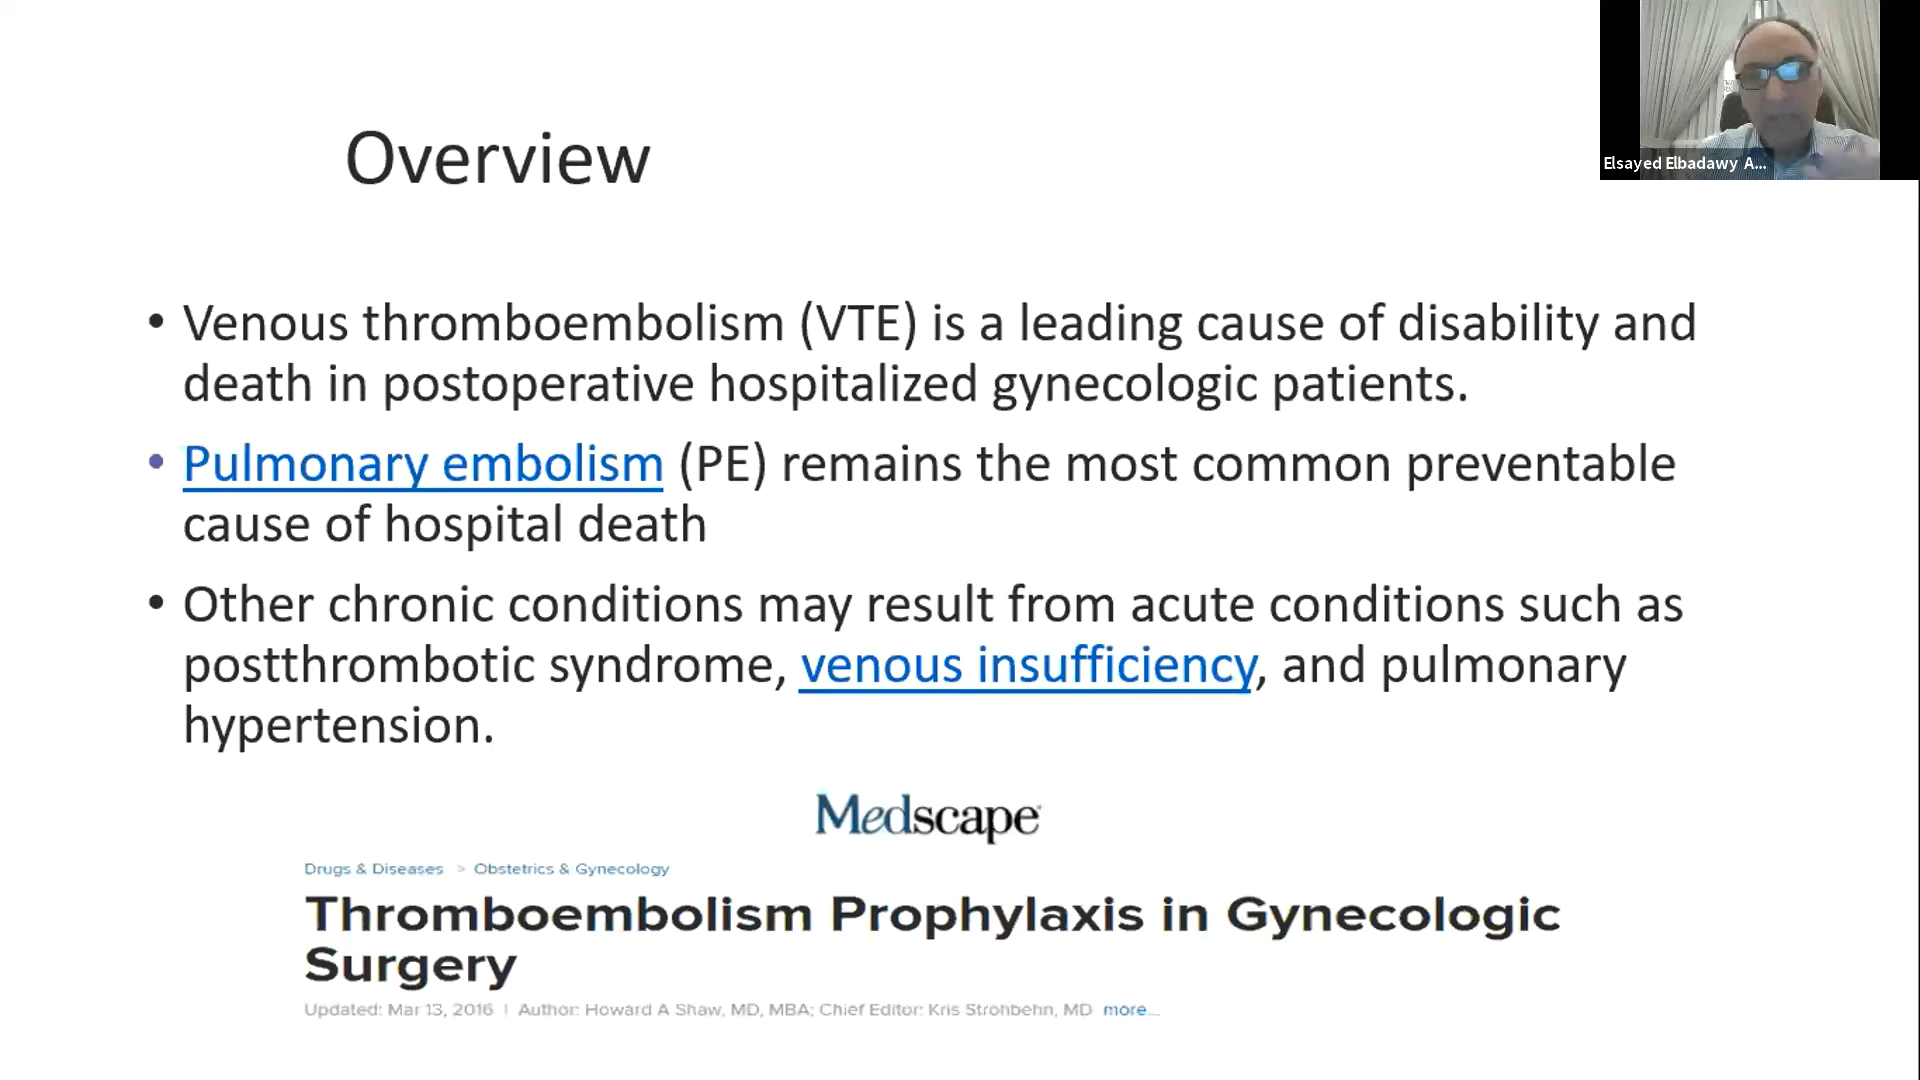 Overview
Elsayed Elbadawy A...
• Venous thromboembolism (VTE) is a leading cause of disability and
death in postoperative hospitalized gynecologic patients.
• Pulmonary embolism (PE) remains the most common preventable
cause of hospital death
• Other chronic conditions may result from acute conditions such as
postthrombotic syndrome, venous insufficiency, and pulmonary
hypertension.
Medscape
Drugs & Diseases > Obstetrics & Gynecology
Thromboembolism Prophylaxis in Gynecologic
Surgery
Updated: Mar 13, 2016 | Author: Howard A Shaw, MD, MBA; Chief Editor: Kris Strohbehn, MD more...